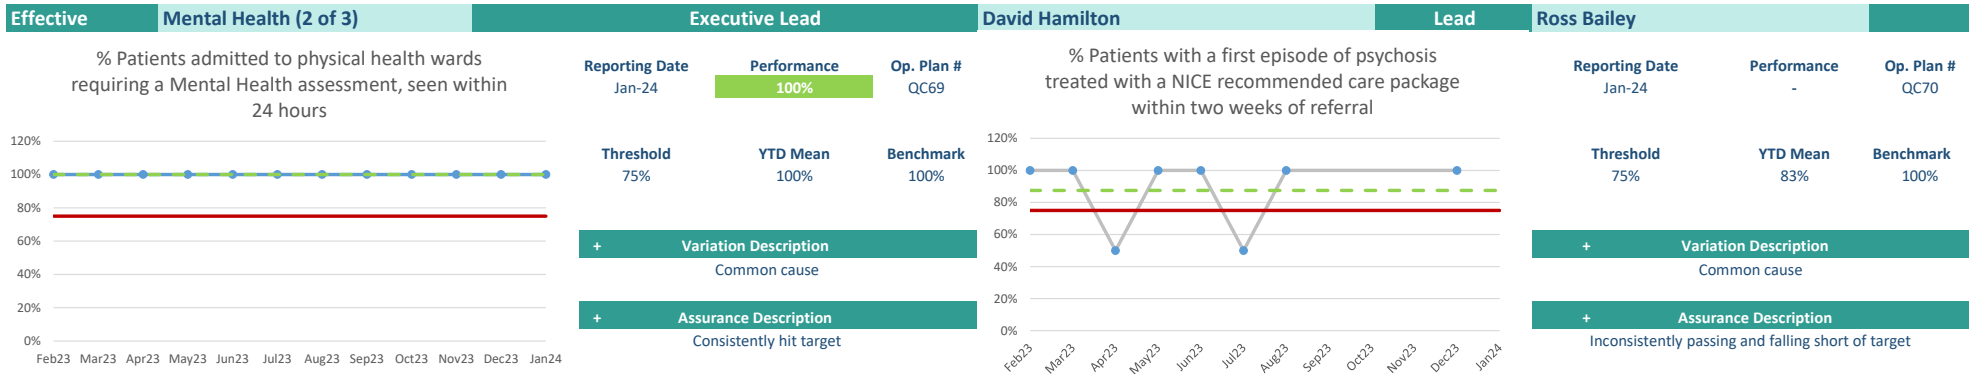 Effective Mental Health (2 of 3) Executive Lead David Hamilton Lead Ross Bailey
% Patients admitted to physical health wards
requiring a Mental Health assessment, seen within
24 hours
120%
100%
80%
60%
40%
20%
0%
Feb23 Mar23 Apr23 May23 Jun23 Jul23 Aug23 Sep23 Oct23 Nov23 Dec23 Jan24
Reporting Date Performance Op. Plan #
Jan-24 100% QC69
Threshold YTD Mean Benchmark
75% 100% 100%
+ Variation Description
Common cause
+ Assurance Description
Consistently hit target
% Patients with a first episode of psychosis
treated with a NICE recommended care package
within two weeks of referral
120%
100%
80%
60%
40%
20%
0%
Feb23 Mar23 Apr23 May23 Jun23 Jul23 Aug23 Sep23 Oct23 Nov23 Dec23 Jan24
Reporting Date Performance Op. Plan #
Jan-24 - QC70
Threshold YTD Mean Benchmark
75% 83% 100%
+ Variation Description
Common cause
+ Assurance Description
Inconsistently passing and falling short of target